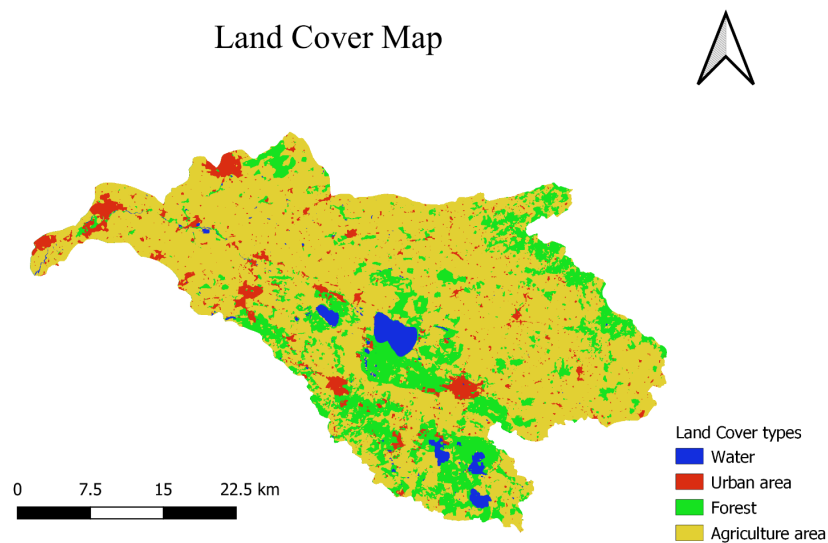 Land Cover Map
Land Cover types
Water
Urban area
Forest
Agriculture area
0 7.5 15 22.5 km